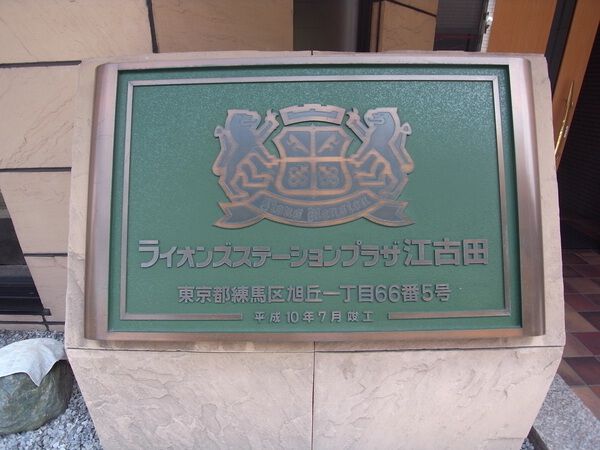 Lions Mansion
ライオンズステーションプラザ江古田
東京都練馬区旭丘一丁目66番5号
平成10年7月竣工